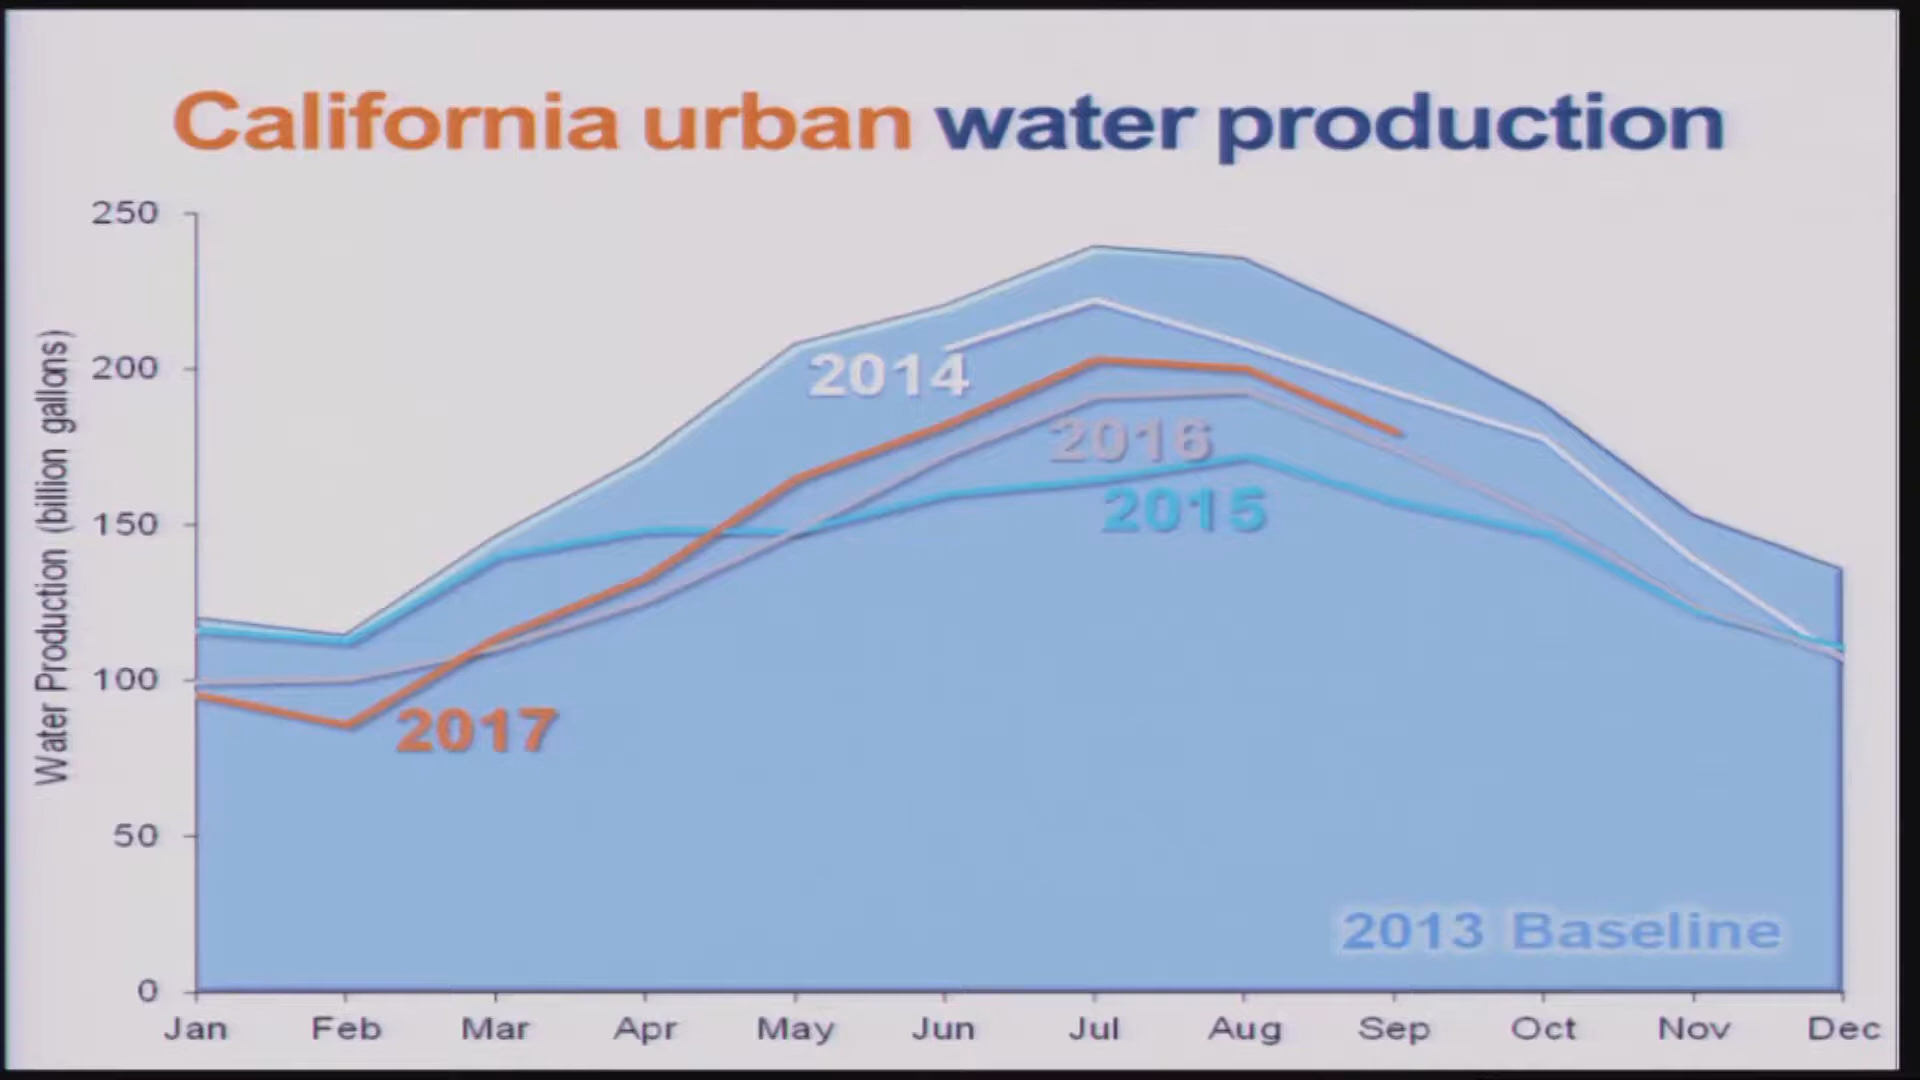 California urban water production
250
200
150
100
50
0
Water Production (billion gallons)
2014
2016
2015
2017
2013 Baseline
Jan Feb Mar Apr May Jun Jul Aug Sep Oct Nov Dec